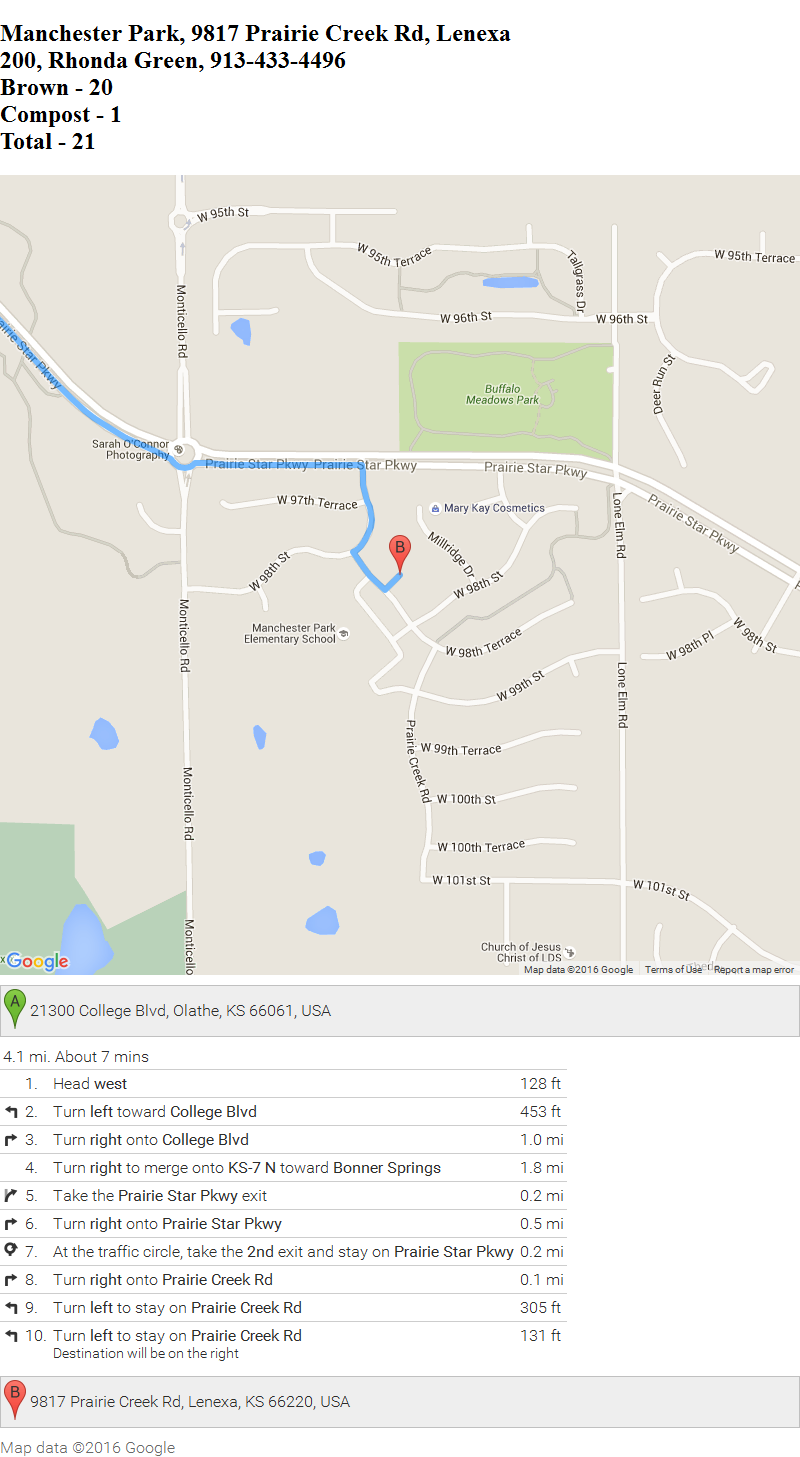 Manchester Park, 9817 Prairie Creek Rd, Lenexa
200, Rhonda Green, 913-433-4496
Brown - 20
Compost - 1
Total - 21
W 95th St
W 95th Terrace
Tallgrass Dr
W 95th Terrace
Monticello Rd
W 96th St
W 96th St
airie Star Pkwy
Deer Run St
Buffalo
Meadows Park
Sarah O'Connor
Photography
Prairie Star Pkwy
Prairie Star Pkwy
Prairie Star Pkwy
W 97th Terrace
Mary Kay Cosmetics
Lone Elm Rd
Prairie Star Pkwy
B
Millridge Dr
W 98th St
W 98th St
Monticello Rd
Manchester Park
Elementary School
W 98th Terrace
W 98th Pl
W 98th St
W 99th St
Lone Elm Rd
Prairie Creek Rd
W 99th Terrace
Monticello Rd
W 100th St
W 100th Terrace
W 101st St
W 101st St
Monticello
Church of Jesus
Christ of LDS
x
Google
Map data ©2016 Google
Terms of Use
Report a map error
A
21300 College Blvd, Olathe, KS 66061, USA
4.1 mi. About 7 mins
1. Head west 128 ft
2. Turn left toward College Blvd 453 ft
3. Turn right onto College Blvd 1.0 mi
4. Turn right to merge onto KS-7 N toward Bonner Springs 1.8 mi
5. Take the Prairie Star Pkwy exit 0.2 mi
6. Turn right onto Prairie Star Pkwy 0.5 mi
7. At the traffic circle, take the 2nd exit and stay on Prairie Star Pkwy 0.2 mi
8. Turn right onto Prairie Creek Rd 0.1 mi
9. Turn left to stay on Prairie Creek Rd 305 ft
10. Turn left to stay on Prairie Creek Rd 131 ft
Destination will be on the right
B
9817 Prairie Creek Rd, Lenexa, KS 66220, USA
Map data ©2016 Google